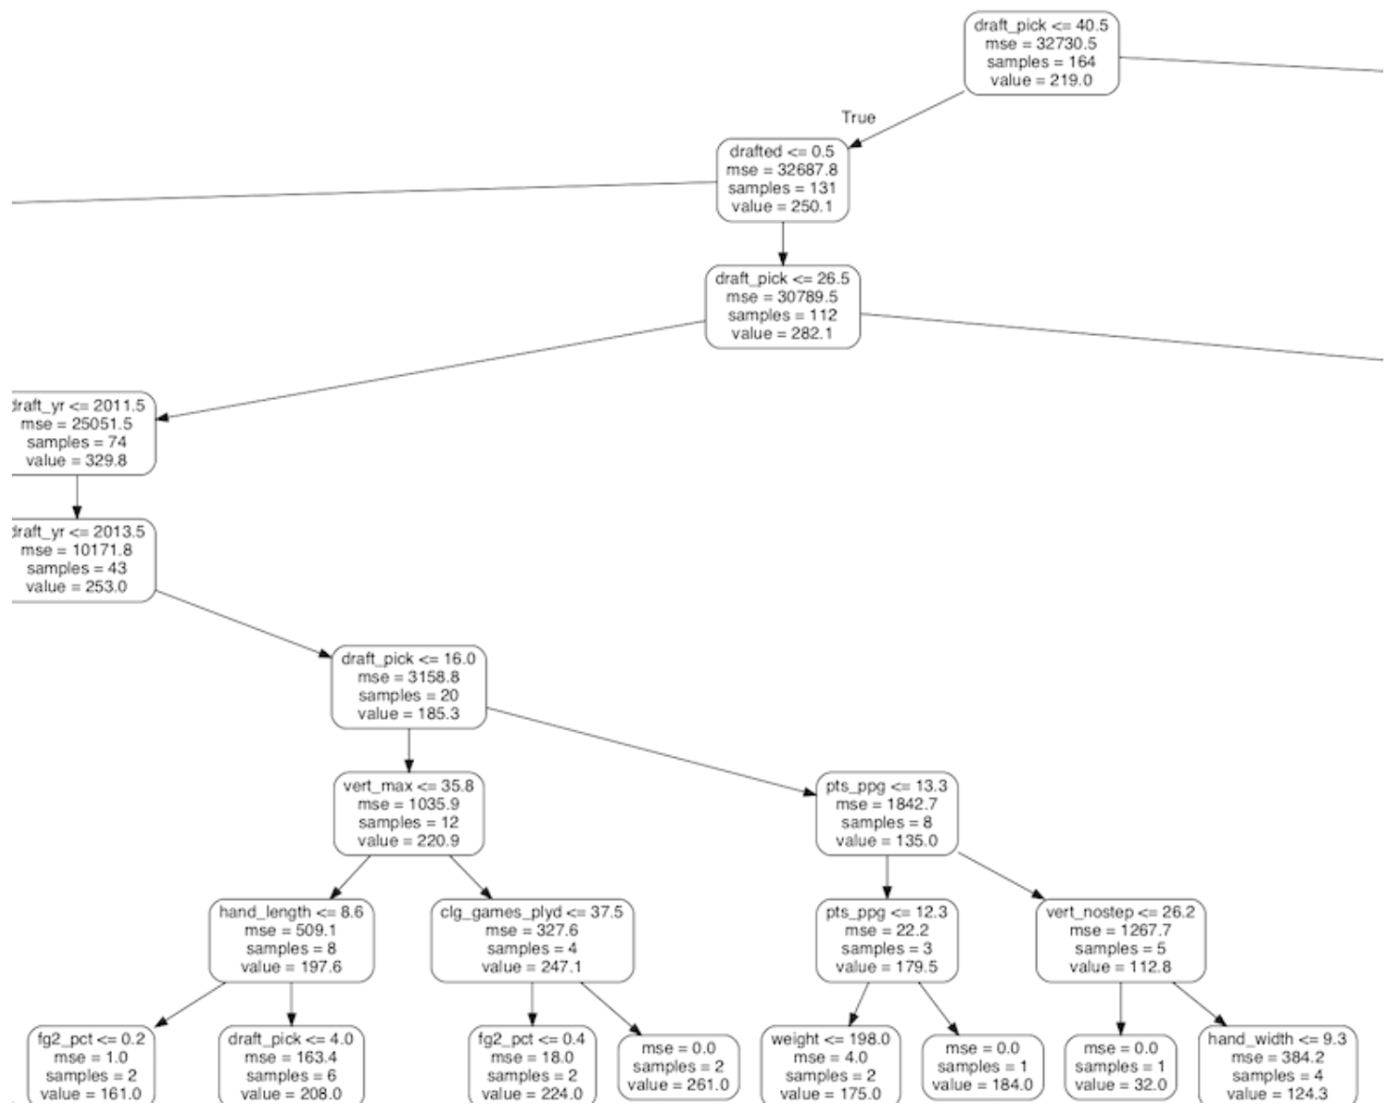 draft_pick <= 40.5
mse = 32730.5
samples = 164
value = 219.0
True
drafted <= 0.5
mse = 32687.8
samples = 131
value = 250.1
draft_pick <= 26.5
mse = 30789.5
samples = 112
value = 282.1
draft_yr <= 2011.5
mse = 25051.5
samples = 74
value = 329.8
draft_yr <= 2013.5
mse = 10171.8
samples = 43
value = 253.0
draft_pick <= 16.0
mse = 3158.8
samples = 20
value = 185.3
vert_max <= 35.8
mse = 1035.9
samples = 12
value = 220.9
pts_ppg <= 13.3
mse = 1842.7
samples = 8
value = 135.0
hand_length <= 8.6
mse = 509.1
samples = 8
value = 197.6
clg_games_plyd <= 37.5
mse = 327.6
samples = 4
value = 247.1
pts_ppg <= 12.3
mse = 22.2
samples = 3
value = 179.5
vert_nostep <= 26.2
mse = 1267.7
samples = 5
value = 112.8
fg2_pct <= 0.2
mse = 1.0
samples = 2
value = 161.0
draft_pick <= 4.0
mse = 163.4
samples = 6
value = 208.0
fg2_pct <= 0.4
mse = 18.0
samples = 2
value = 224.0
mse = 0.0
samples = 2
value = 261.0
weight <= 198.0
mse = 4.0
samples = 2
value = 175.0
mse = 0.0
samples = 1
value = 184.0
mse = 0.0
samples = 1
value = 32.0
hand_width <= 9.3
mse = 384.2
samples = 4
value = 124.3